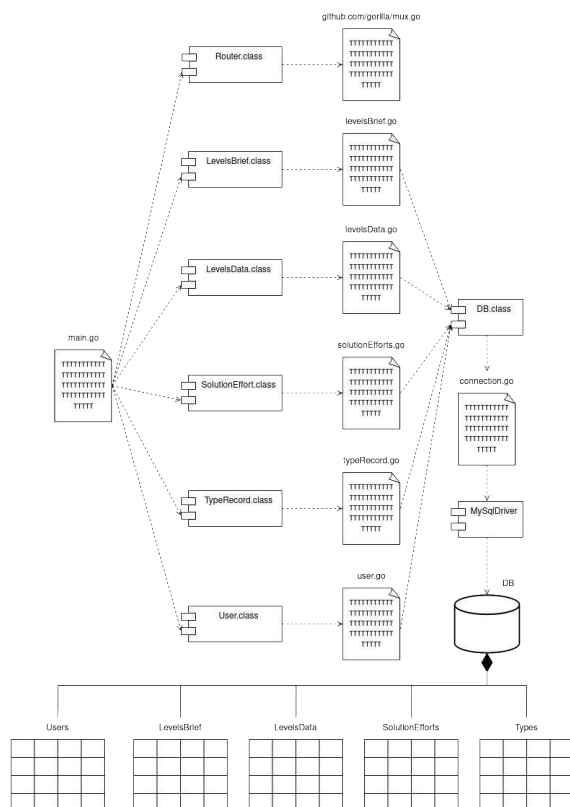 github.com/gorilla/mux.go
Router.class
levelsBrief.go
LevelsBrief.class
levelsData.go
LevelsData.class
DB.class
main.go
solutionEfforts.go
connection.go
SolutionEffort.class
typeRecord.go
TypeRecord.class
MySqlDriver
user.go
DB
User.class
Users
LevelsBrief
LevelsData
SolutionEfforts
Types